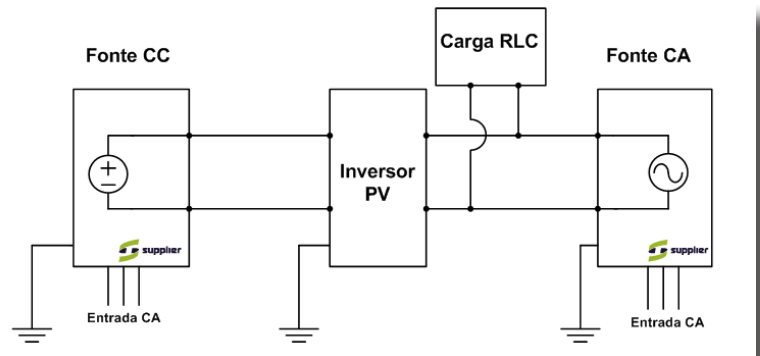 Carga RLC
Fonte CC
Fonte CA
Inversor
PV
supplier
supplier
Entrada CA
Entrada CA